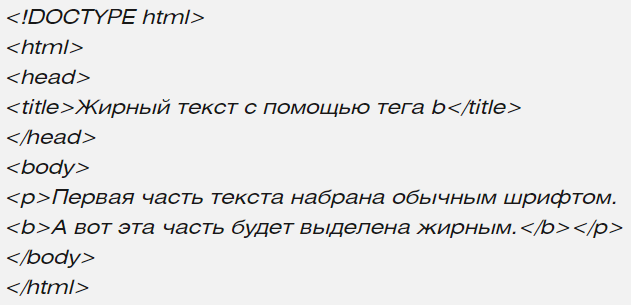 <!DOCTYPE html>
<html>
<head>
<title>Жирный текст с помощью тега b</title>
</head>
<body>
<p>Первая часть текста набрана обычным шрифтом.
<b>А вот эта часть будет выделена жирным.</b></p>
</body>
</html>